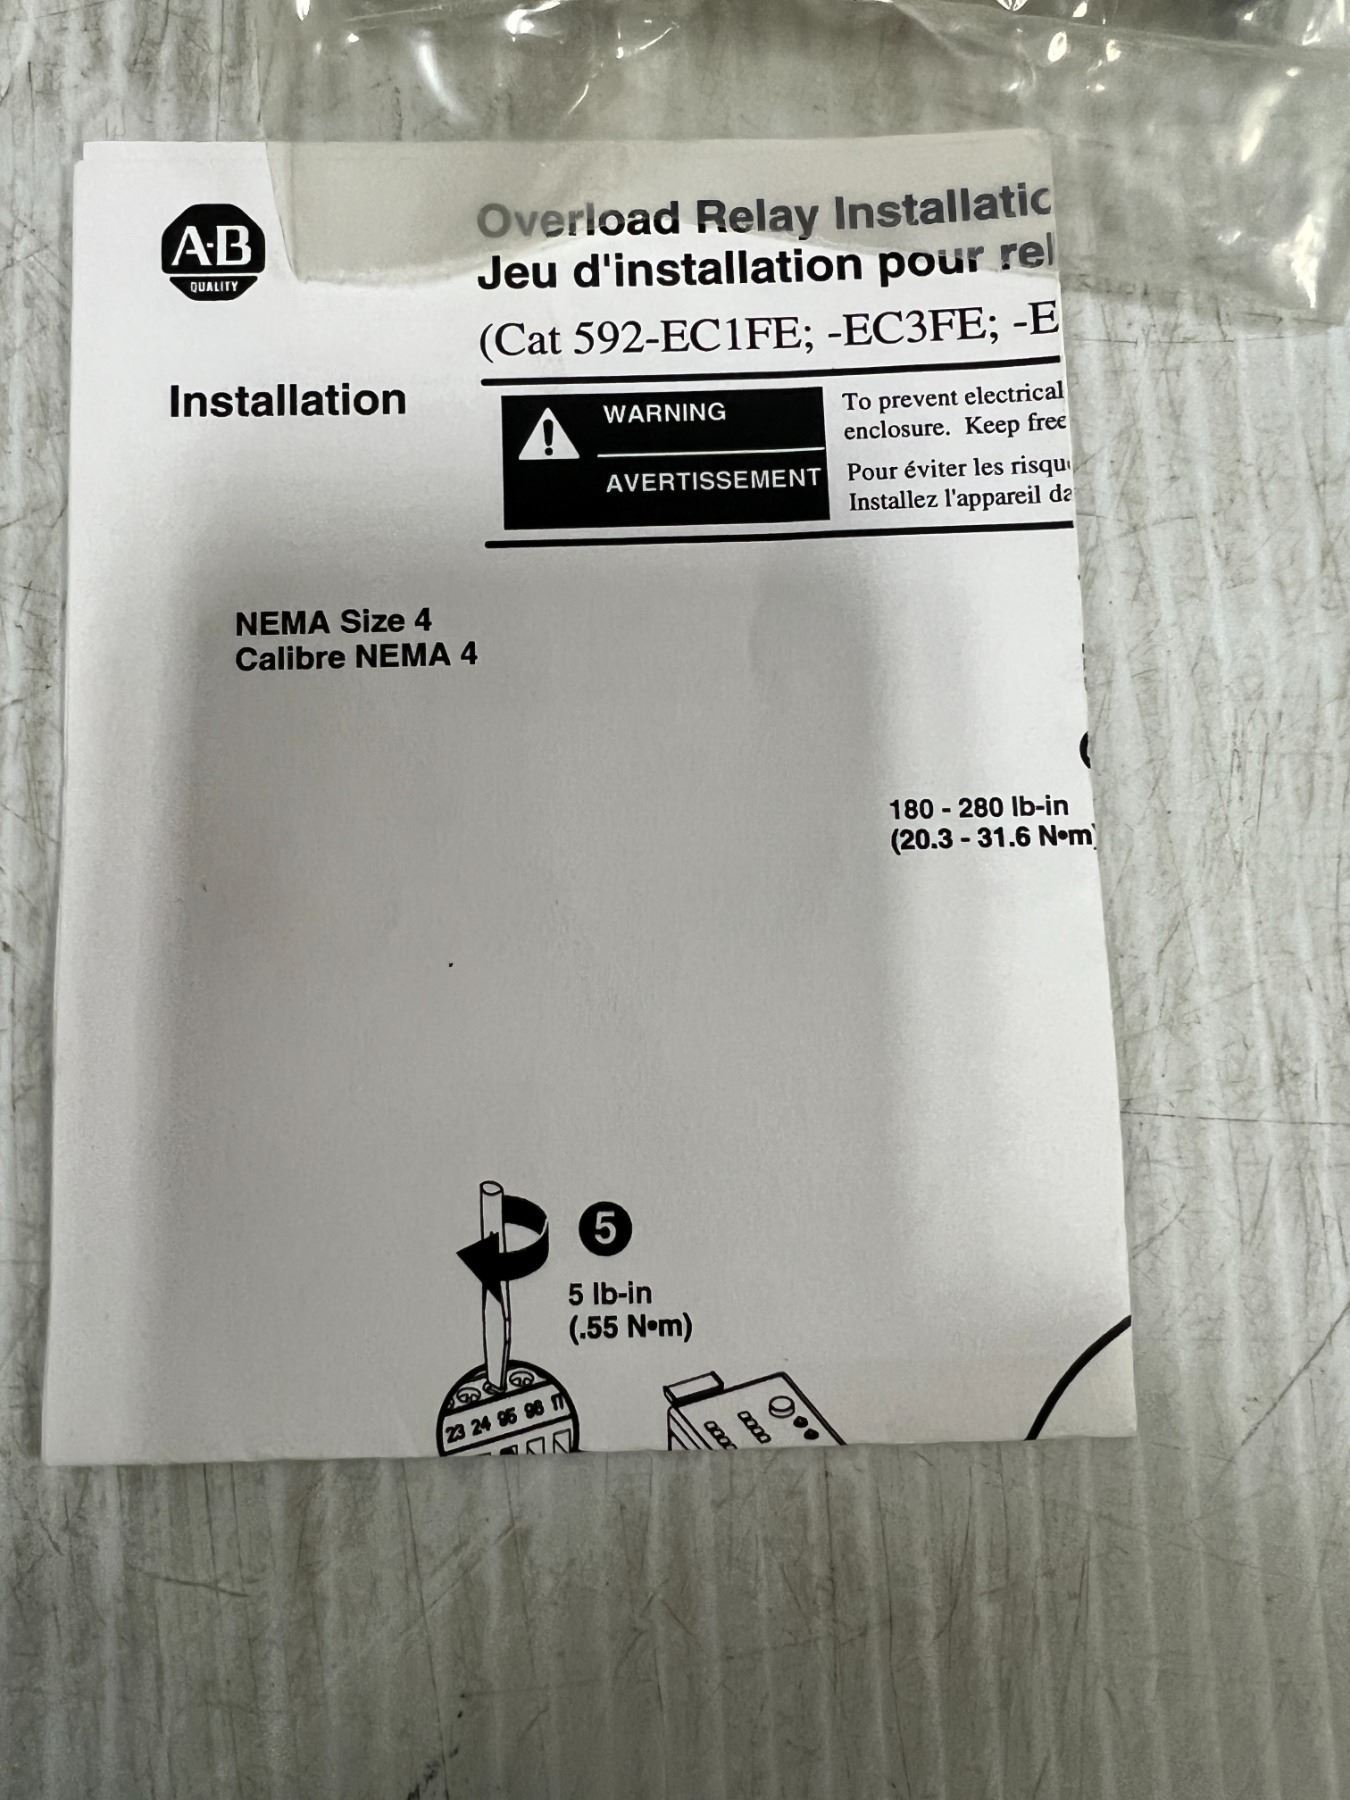 A·B
QUALITY
Overload Relay Installatic
Jeu d'installation pour rel
(Cat 592-EC1FE; -EC3FE; -E
Installation
WARNING
AVERTISSEMENT
To prevent electrical
enclosure. Keep free
Pour éviter les risqu
Installez l'appareil da
NEMA Size 4
Calibre NEMA 4
180 - 280 lb-in
(20.3 - 31.6 N•m)
5
5 lb-in
(.55 N•m)
23 24 95 96